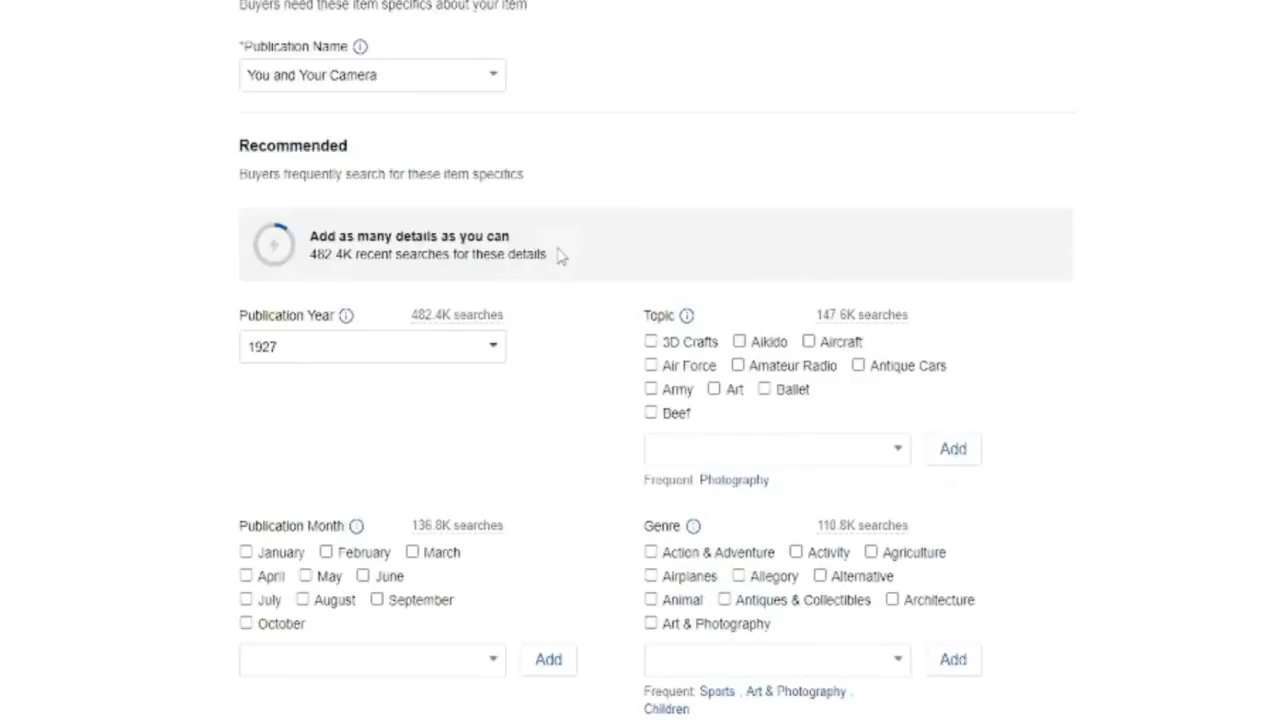 Buyers need these item specifics about your item
*Publication Name
You and Your Camera
Recommended
Buyers frequently search for these item specifics
Add as many details as you can
482.4K recent searches for these details
Publication Year 482.4K searches
1927
Topic 147.6K searches
3D Crafts Aikido Aircraft
Air Force Amateur Radio Antique Cars
Army Art Ballet
Beef
Add
Frequent: Photography
Publication Month 136.8K searches
January February March
April May June
July August September
October
Add
Genre 110.8K searches
Action & Adventure Activity Agriculture
Airplanes Allegory Alternative
Animal Antiques & Collectibles Architecture
Art & Photography
Add
Frequent: Sports , Art & Photography ,
Children